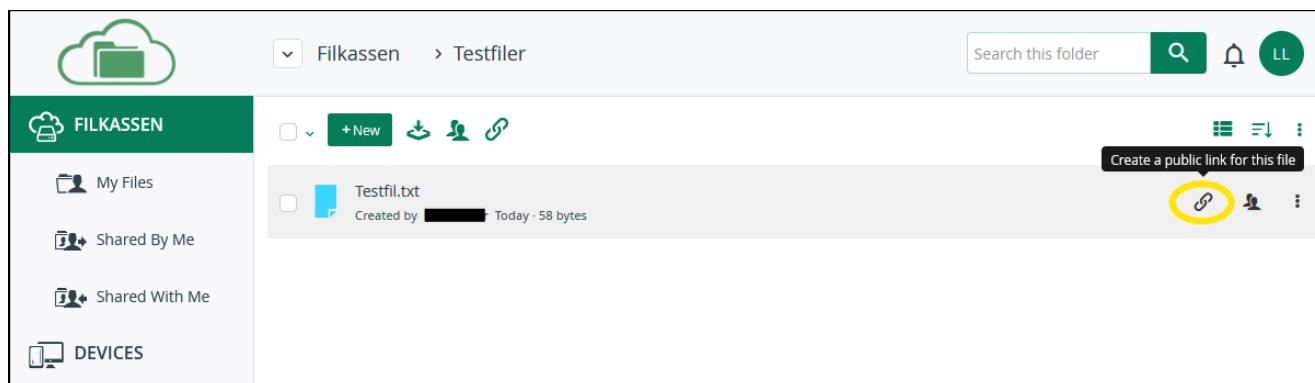 Filkassen > Testfiler
Search this folder
LL
FILKASSEN
+New
Create a public link for this file
My Files
Testfil.txt
Created by Today · 58 bytes
Shared By Me
Shared With Me
DEVICES